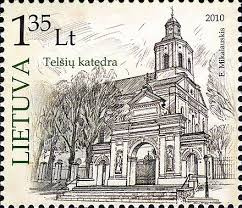 1.35 Lt
2010
Telšių katedra
LIETUVA
E. Mikalauskis